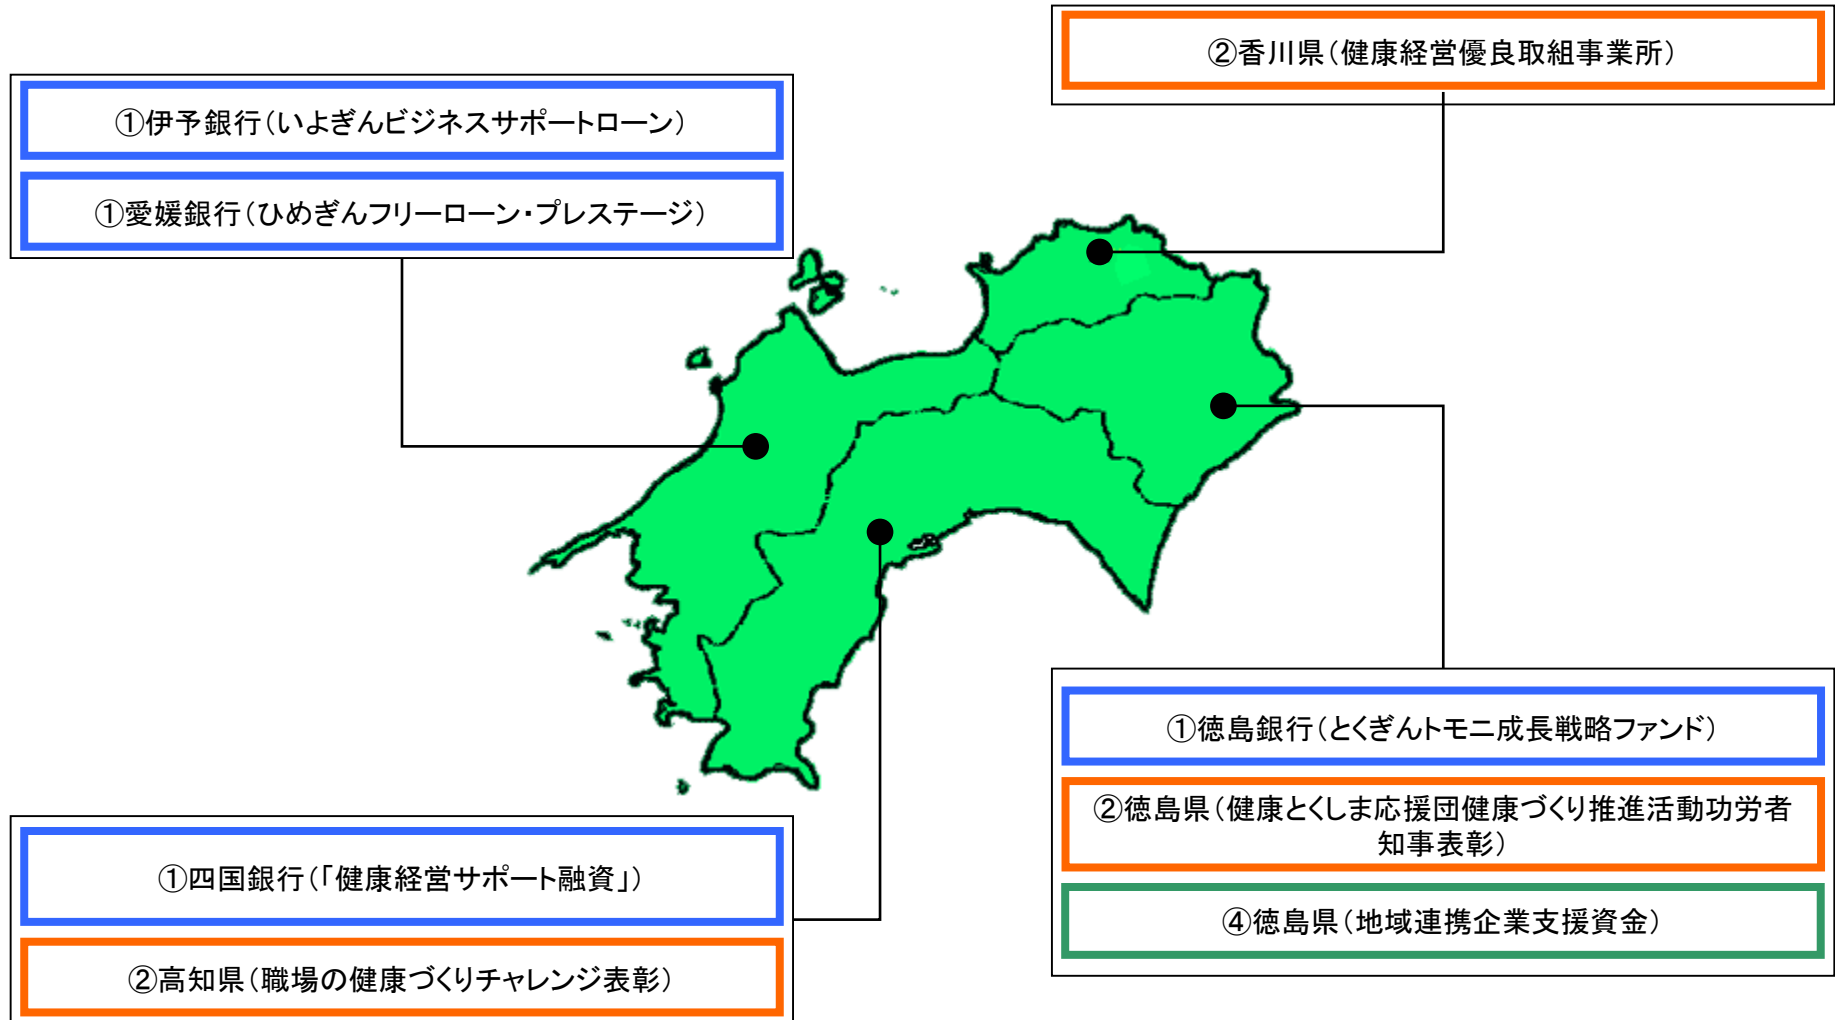 ②香川県（健康経営優良取組事業所）
①伊予銀行（いよぎんビジネスサポートローン）
①愛媛銀行（ひめぎんフリーローン・プレステージ）
①徳島銀行（とくぎんトモニ成長戦略ファンド）
②徳島県（健康とくしま応援団健康づくり推進活動功労者
知事表彰）
④徳島県（地域連携企業支援資金）
①四国銀行（「健康経営サポート融資」）
②高知県（職場の健康づくりチャレンジ表彰）